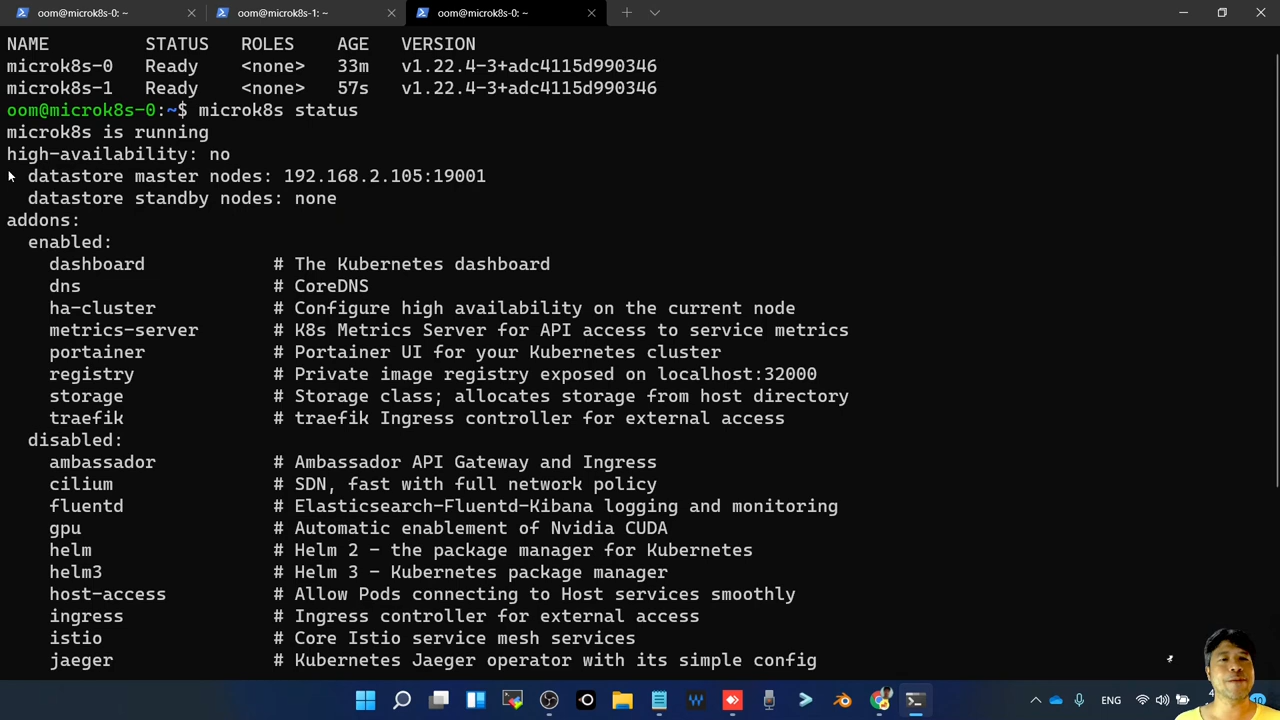 oom@microk8s-0: ~
oom@microk8s-1: ~
oom@microk8s-0: ~
NAME STATUS ROLES AGE VERSION
microk8s-0 Ready <none> 33m v1.22.4-3+adc4115d990346
microk8s-1 Ready <none> 57s v1.22.4-3+adc4115d990346
oom@microk8s-0:~$ microk8s status
microk8s is running
high-availability: no
datastore master nodes: 192.168.2.105:19001
datastore standby nodes: none
addons:
enabled:
dashboard # The Kubernetes dashboard
dns # CoreDNS
ha-cluster # Configure high availability on the current node
metrics-server # K8s Metrics Server for API access to service metrics
portainer # Portainer UI for your Kubernetes cluster
registry # Private image registry exposed on localhost:32000
storage # Storage class; allocates storage from host directory
traefik # traefik Ingress controller for external access
disabled:
ambassador # Ambassador API Gateway and Ingress
cilium # SDN, fast with full network policy
fluentd # Elasticsearch-Fluentd-Kibana logging and monitoring
gpu # Automatic enablement of Nvidia CUDA
helm # Helm 2 - the package manager for Kubernetes
helm3 # Helm 3 - Kubernetes package manager
host-access # Allow Pods connecting to Host services smoothly
ingress # Ingress controller for external access
istio # Core Istio service mesh services
jaeger # Kubernetes Jaeger operator with its simple config
ENG